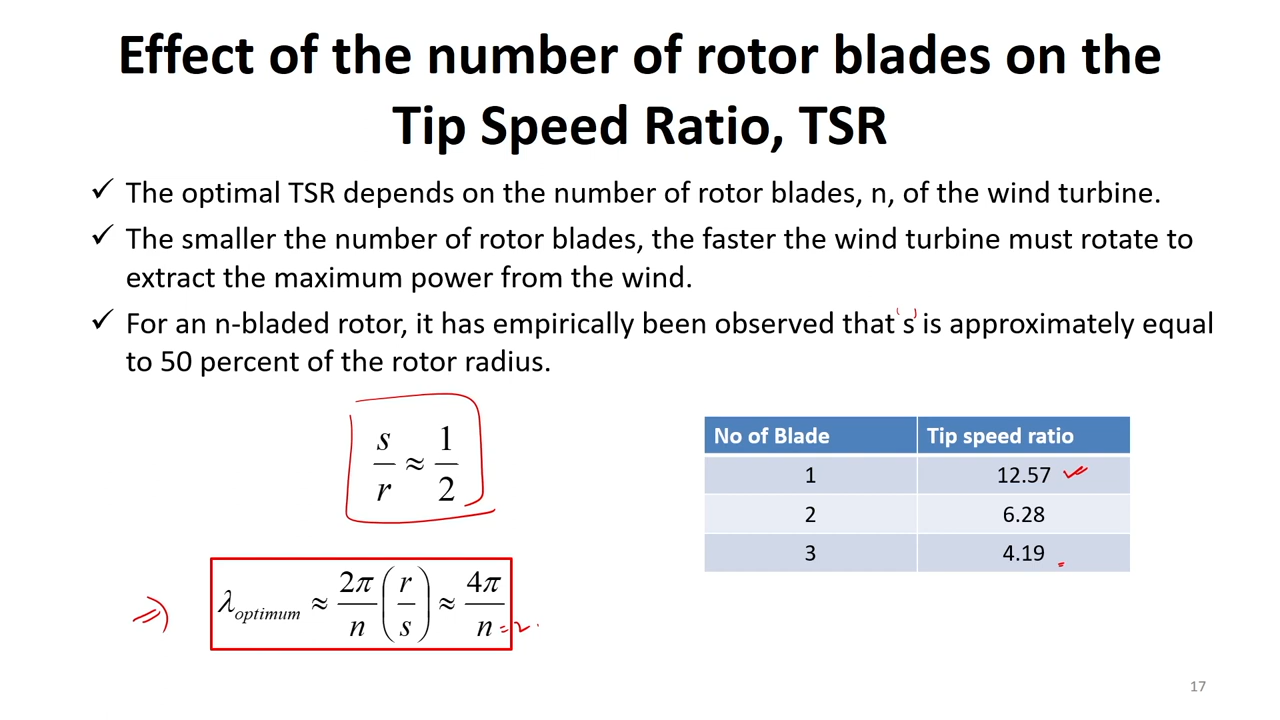 Effect of the number of rotor blades on the
Tip Speed Ratio, TSR
✓ The optimal TSR depends on the number of rotor blades, n, of the wind turbine.
✓ The smaller the number of rotor blades, the faster the wind turbine must rotate to
extract the maximum power from the wind.
✓ For an n-bladed rotor, it has empirically been observed that 's' is approximately equal
to 50 percent of the rotor radius.
s/r ≈ 1/2
⇒ λ_optimum ≈ 2π/n (r/s) ≈ 4π/n = 2.
No of Blade Tip speed ratio
1 12.57 ✓
2 6.28
3 4.19
17